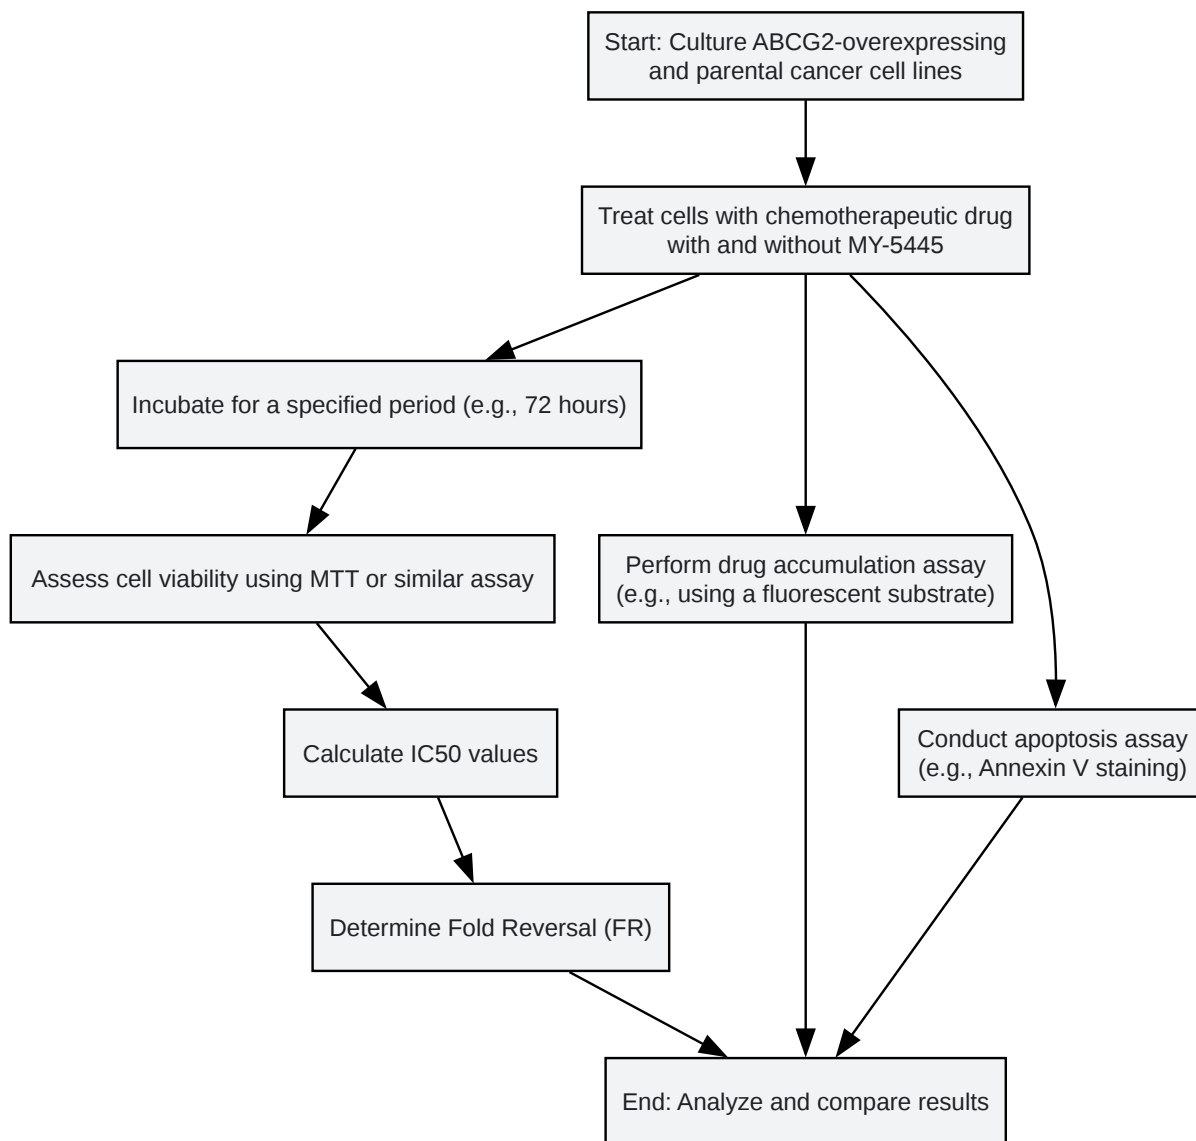 Start: Culture ABCG2-overexpressing
and parental cancer cell lines
Treat cells with chemotherapeutic drug
with and without MY-5445
Incubate for a specified period (e.g., 72 hours)
Assess cell viability using MTT or similar assay
Perform drug accumulation assay
(e.g., using a fluorescent substrate)
Calculate IC50 values
Conduct apoptosis assay
(e.g., Annexin V staining)
Determine Fold Reversal (FR)
End: Analyze and compare results